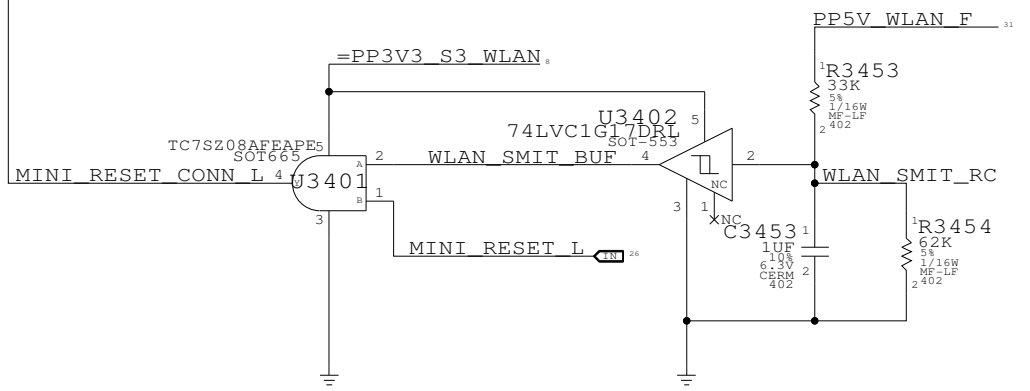 PP5V_WLAN_F 31
=PP3V3_S3_WLAN 8
1 R3453
33K
5%
1/16W
MF-LF
402
2
U3402
5
74LVC1G17DRL
SOT-553
TC7SZ08AFEAPE 5
SOT665
A 2
WLAN_SMIT_BUF 4
2
MINI_RESET_CONN_L 4
Y
U3401
B 1
NC
WLAN_SMIT_RC
3
3
1
NC
MINI_RESET_L IN 26
C3453 1
1UF
10%
6.3V
CERM
402
2
1 R3454
62K
5%
1/16W
MF-LF
402
2